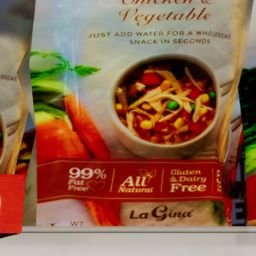 Chicken &
Vegetable
JUST ADD WATER FOR A WHOLESOME
SNACK IN SECONDS
99%
Fat
Free
All
Natural
Gluten
& Dairy
Free
La Gina
WT